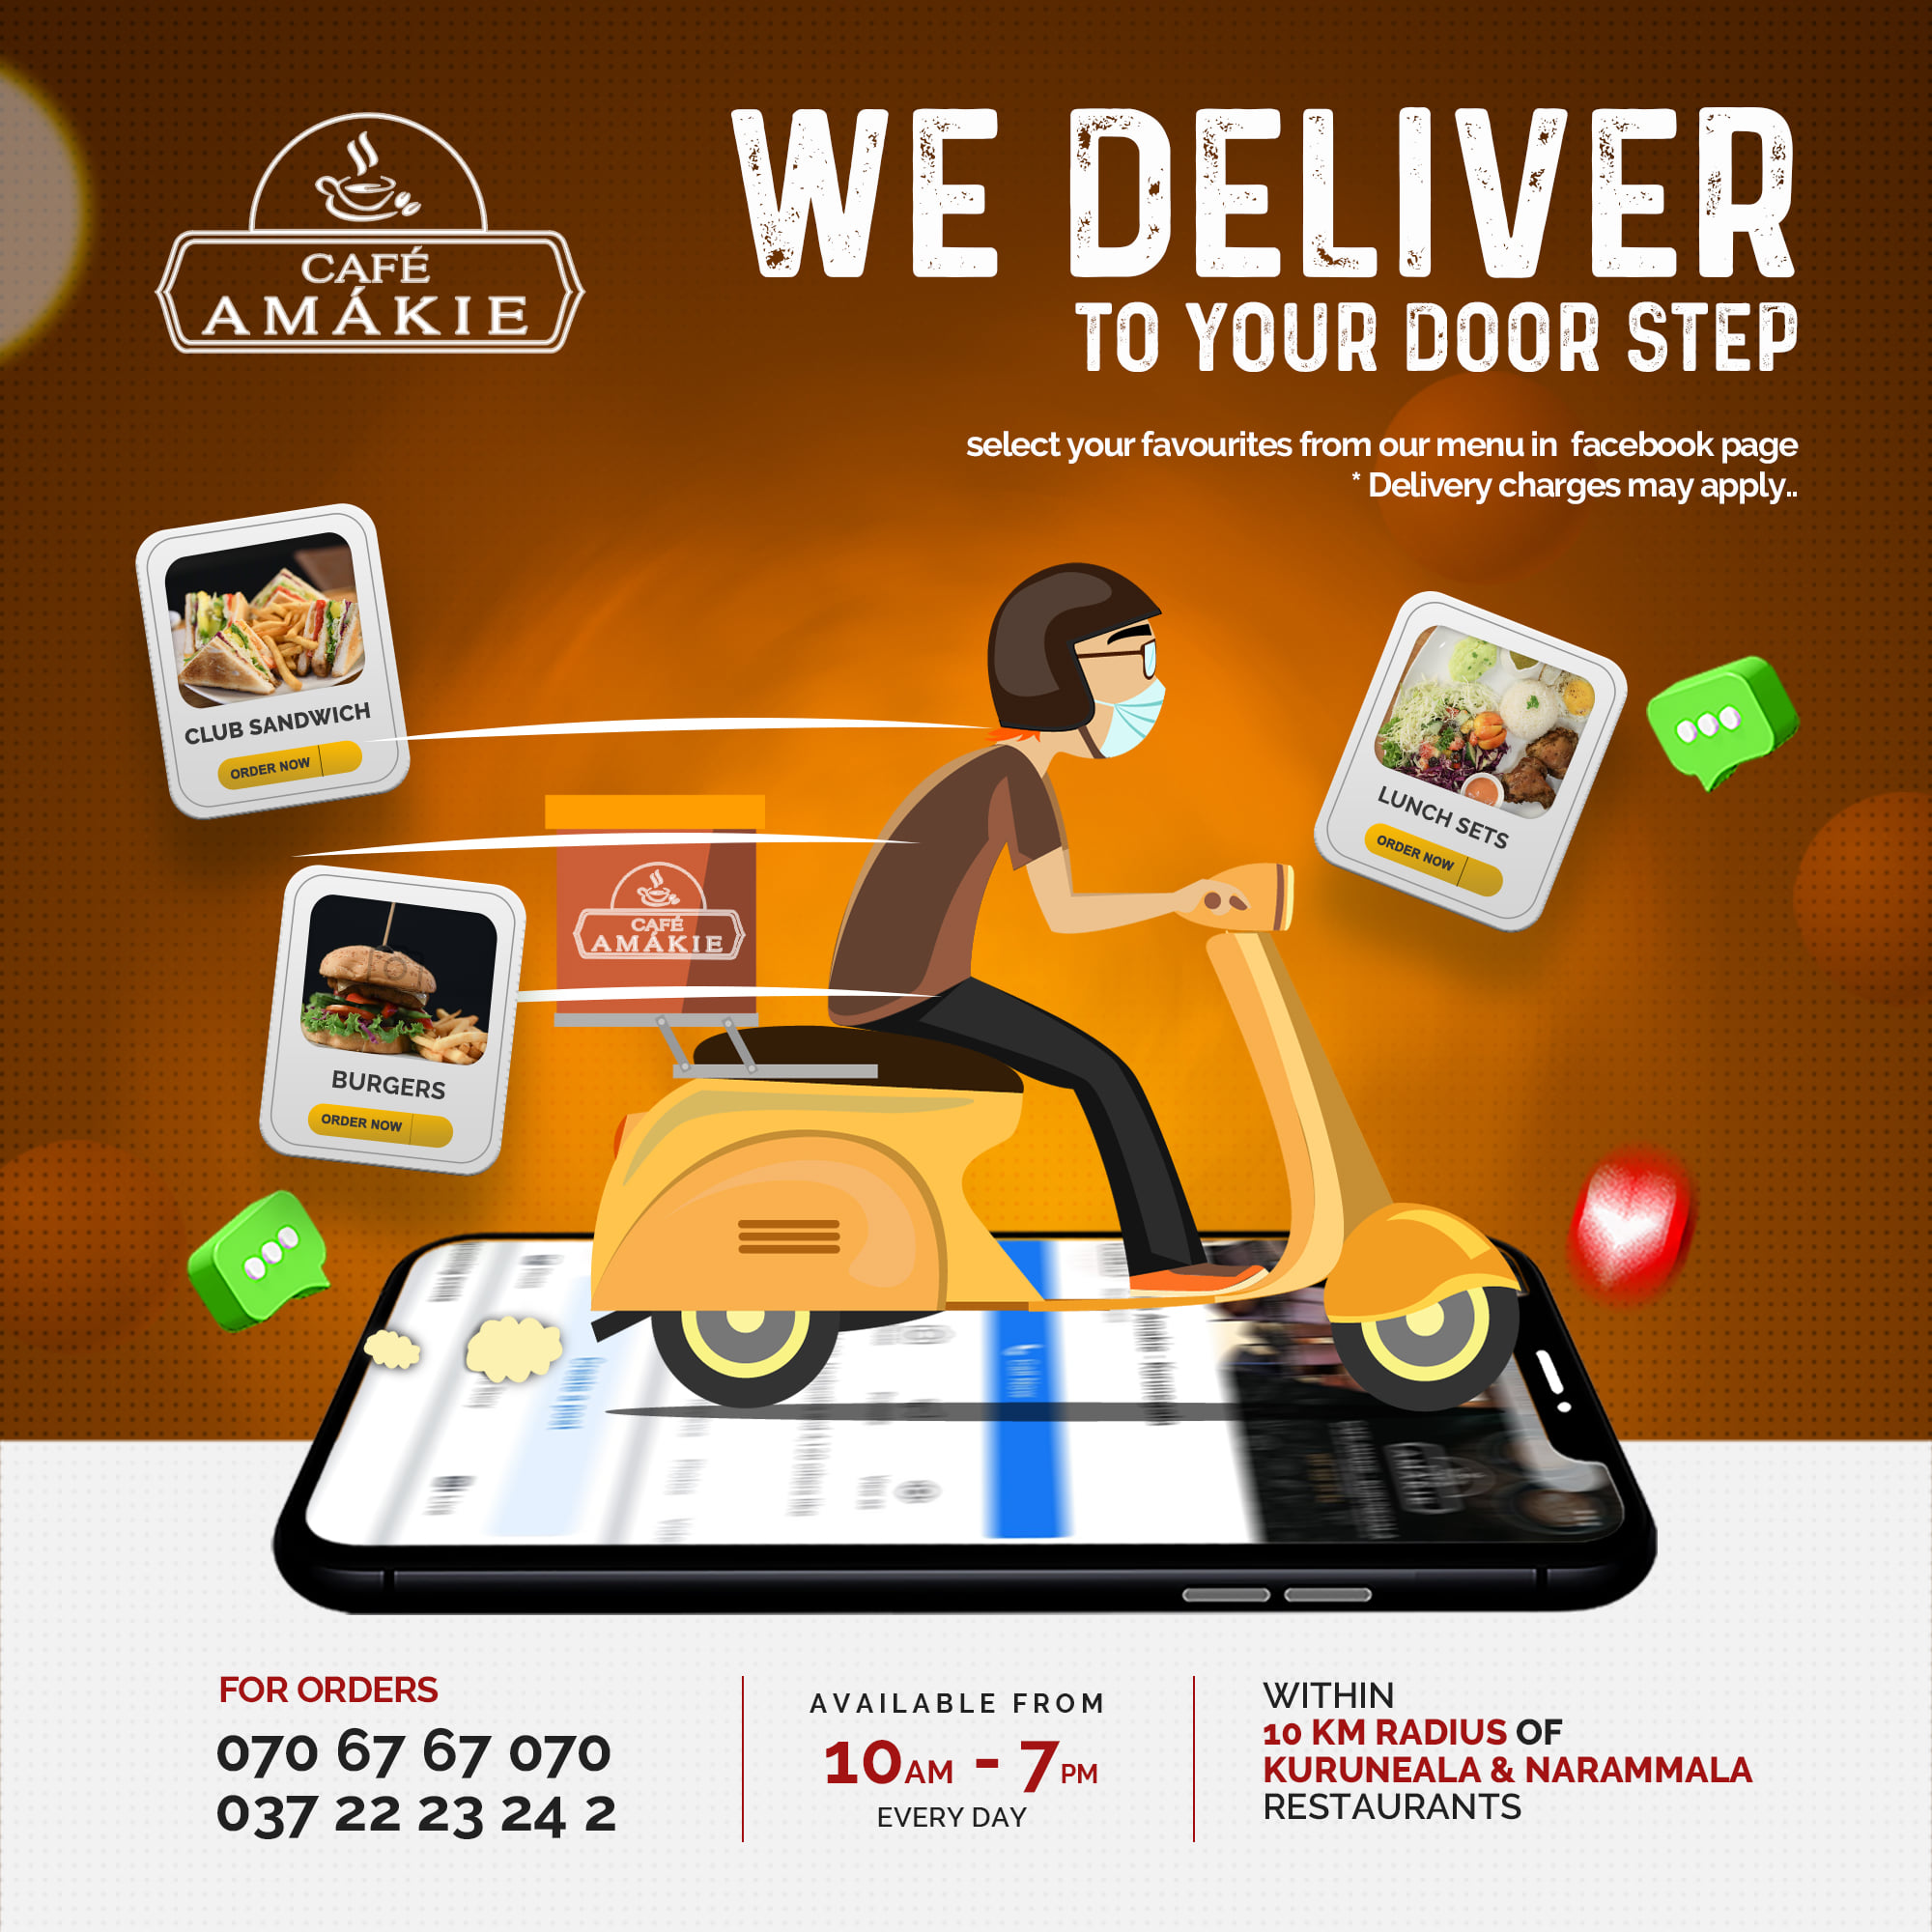 CAFÉ
AMÁKIE
WE DELIVER
TO YOUR DOOR STEP
select your favourites from our menu in facebook page
* Delivery charges may apply..
CLUB SANDWICH
ORDER NOW
LUNCH SETS
ORDER NOW
CAFÉ
AMÁKIE
BURGERS
ORDER NOW
FOR ORDERS
070 67 67 070
037 22 23 24 2
AVAILABLE FROM
10AM - 7PM
EVERY DAY
WITHIN
10 KM RADIUS OF
KURUNEALA & NARAMMALA
RESTAURANTS